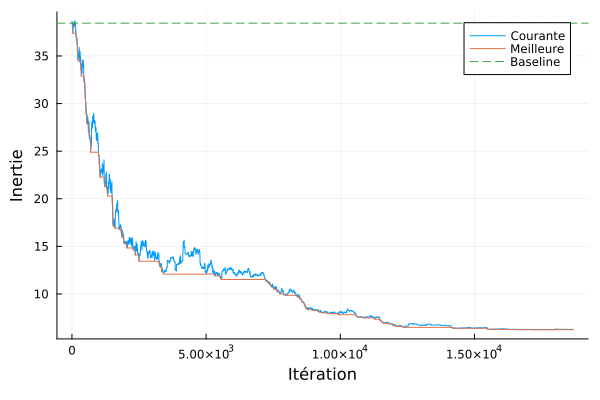 Inertie
35
30
25
20
15
10
Courante
Meilleure
Baseline
0
5.00×10³
1.00×10⁴
1.50×10⁴
Itération